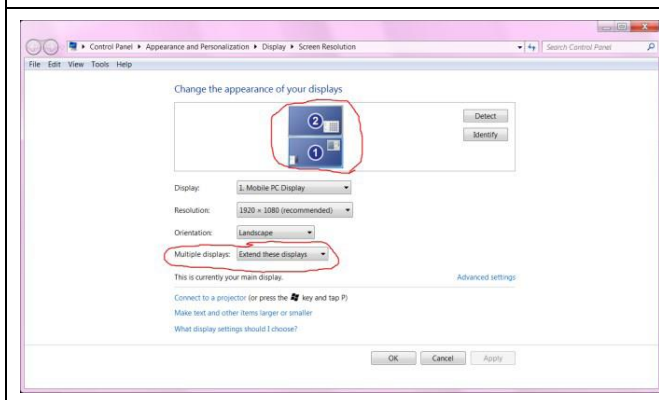 Control Panel ▸ Appearance and Personalization ▸ Display ▸ Screen Resolution
Search Control Panel
File Edit View Tools Help
Change the appearance of your displays
2
1
Detect
Identify
Display: 1. Mobile PC Display
Resolution: 1920 × 1080 (recommended)
Orientation: Landscape
Multiple displays: Extend these displays
This is currently your main display. Advanced settings
Connect to a projector (or press the key and tap P)
Make text and other items larger or smaller
What display settings should I choose?
OK Cancel Apply